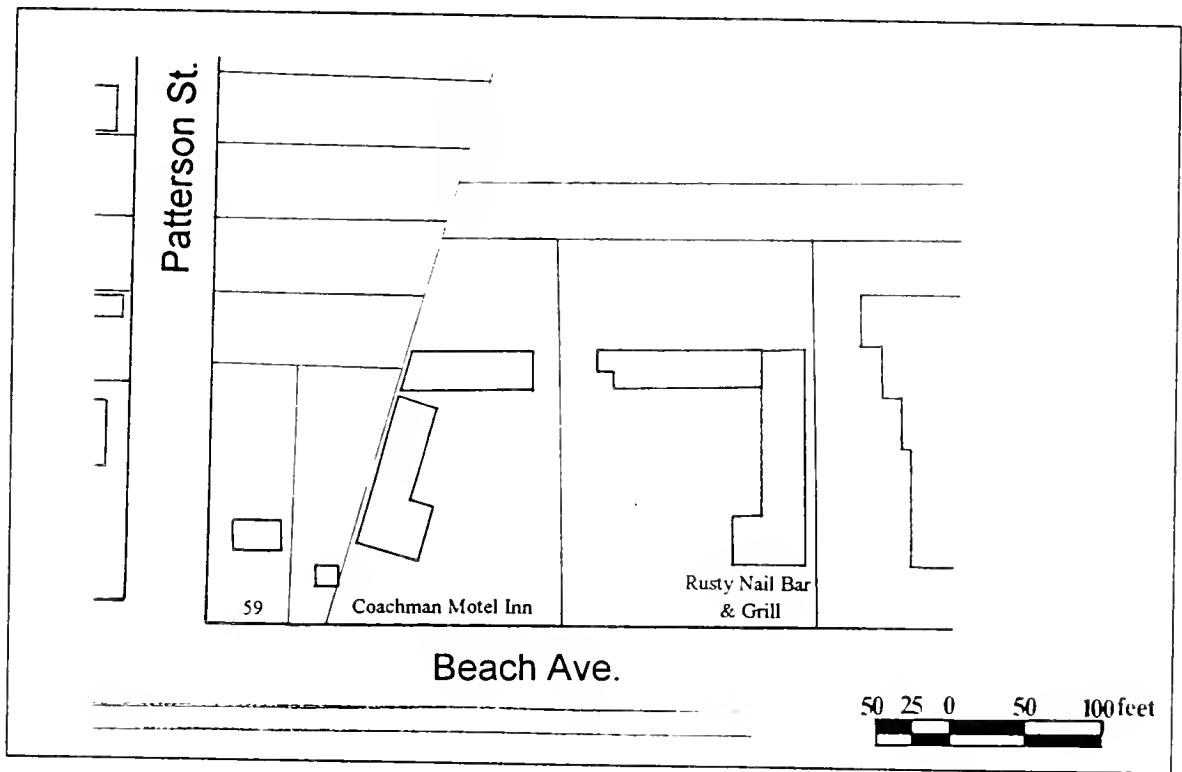 Patterson St.
59
Coachman Motel Inn
Rusty Nail Bar
& Grill
Beach Ave.
50 25 0 50 100 feet